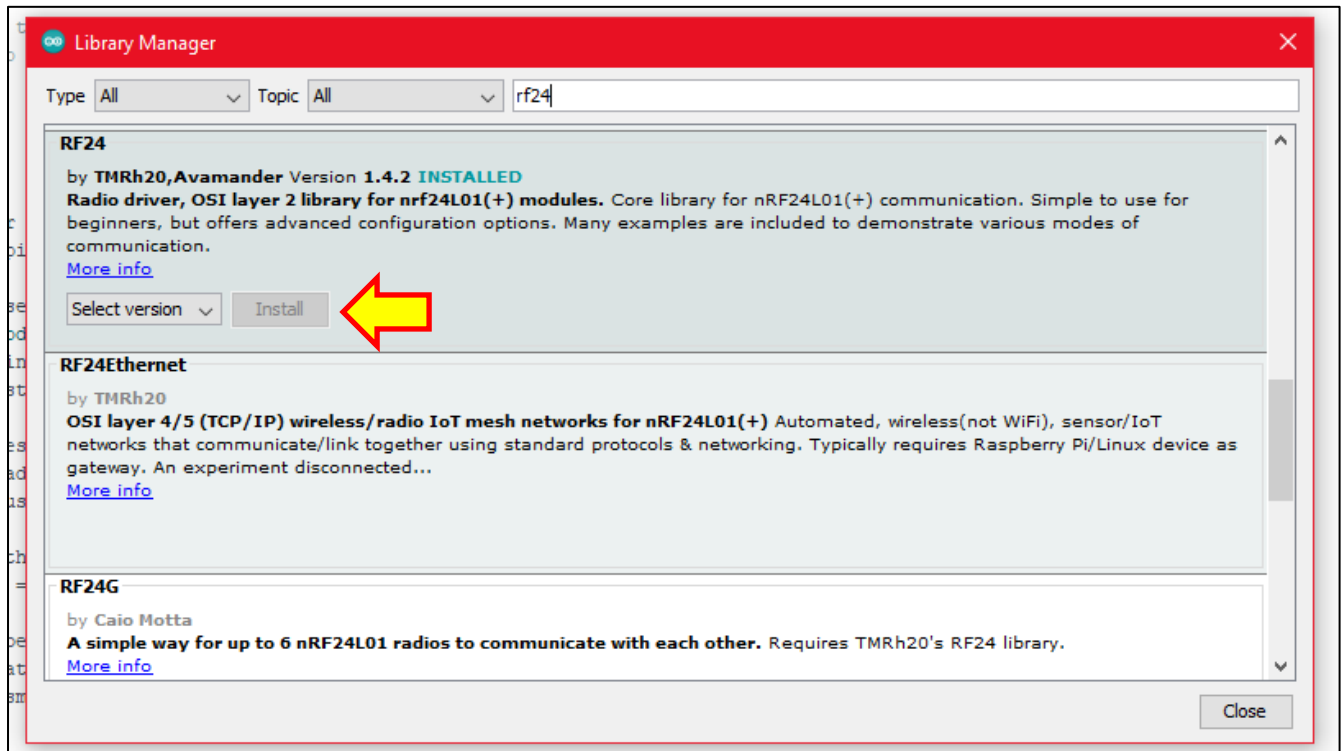 Library Manager
Type All Topic All rf24
RF24
by TMRh20,Avamander Version 1.4.2 INSTALLED
Radio driver, OSI layer 2 library for nrf24L01(+) modules. Core library for nRF24L01(+) communication. Simple to use for
beginners, but offers advanced configuration options. Many examples are included to demonstrate various modes of
communication.
More info
Select version Install
RF24Ethernet
by TMRh20
OSI layer 4/5 (TCP/IP) wireless/radio IoT mesh networks for nRF24L01(+) Automated, wireless(not WiFi), sensor/IoT
networks that communicate/link together using standard protocols & networking. Typically requires Raspberry Pi/Linux device as
gateway. An experiment disconnected...
More info
RF24G
by Caio Motta
A simple way for up to 6 nRF24L01 radios to communicate with each other. Requires TMRh20's RF24 library.
More info
Close